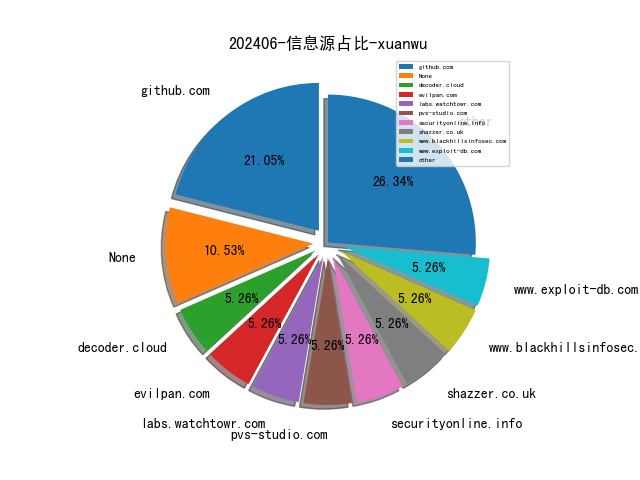 202406-信息源占比-xuanwu
github.com
None
decoder.cloud
evilpan.com
labs.watchtowr.com
pvs-studio.com
securityonline.info
shazzer.co.uk
www.blackhillsinfosec.com
www.exploit-db.com
other
github.com
other
21.05%
26.34%
10.53%
None
5.26%
www.exploit-db.com
5.26%
5.26%
decoder.cloud
5.26%
5.26%
www.blackhillsinfosec.
5.26%
5.26%
5.26%
evilpan.com
shazzer.co.uk
labs.watchtowr.com
securityonline.info
pvs-studio.com